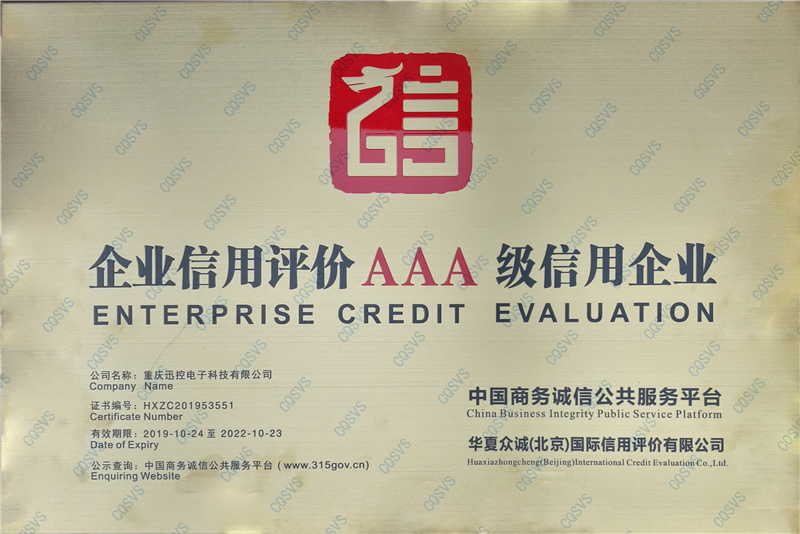 信
企业信用评价AAA级信用企业
ENTERPRISE CREDIT EVALUATION
公司名称：重庆迅控电子科技有限公司
Company Name
证书编号：HXZC201953551
Certificate Number
有效期限：2019-10-24 至 2022-10-23
Date of Expiry
公示查询：中国商务诚信公共服务平台 (www.315gov.cn)
Enquiring Website
中国商务诚信公共服务平台
China Business Integrity Public Service Platform
华夏众诚(北京)国际信用评价有限公司
Huaxiazhongcheng(Beijing)International Credit Evaluation Co.,Ltd.
CQSVS